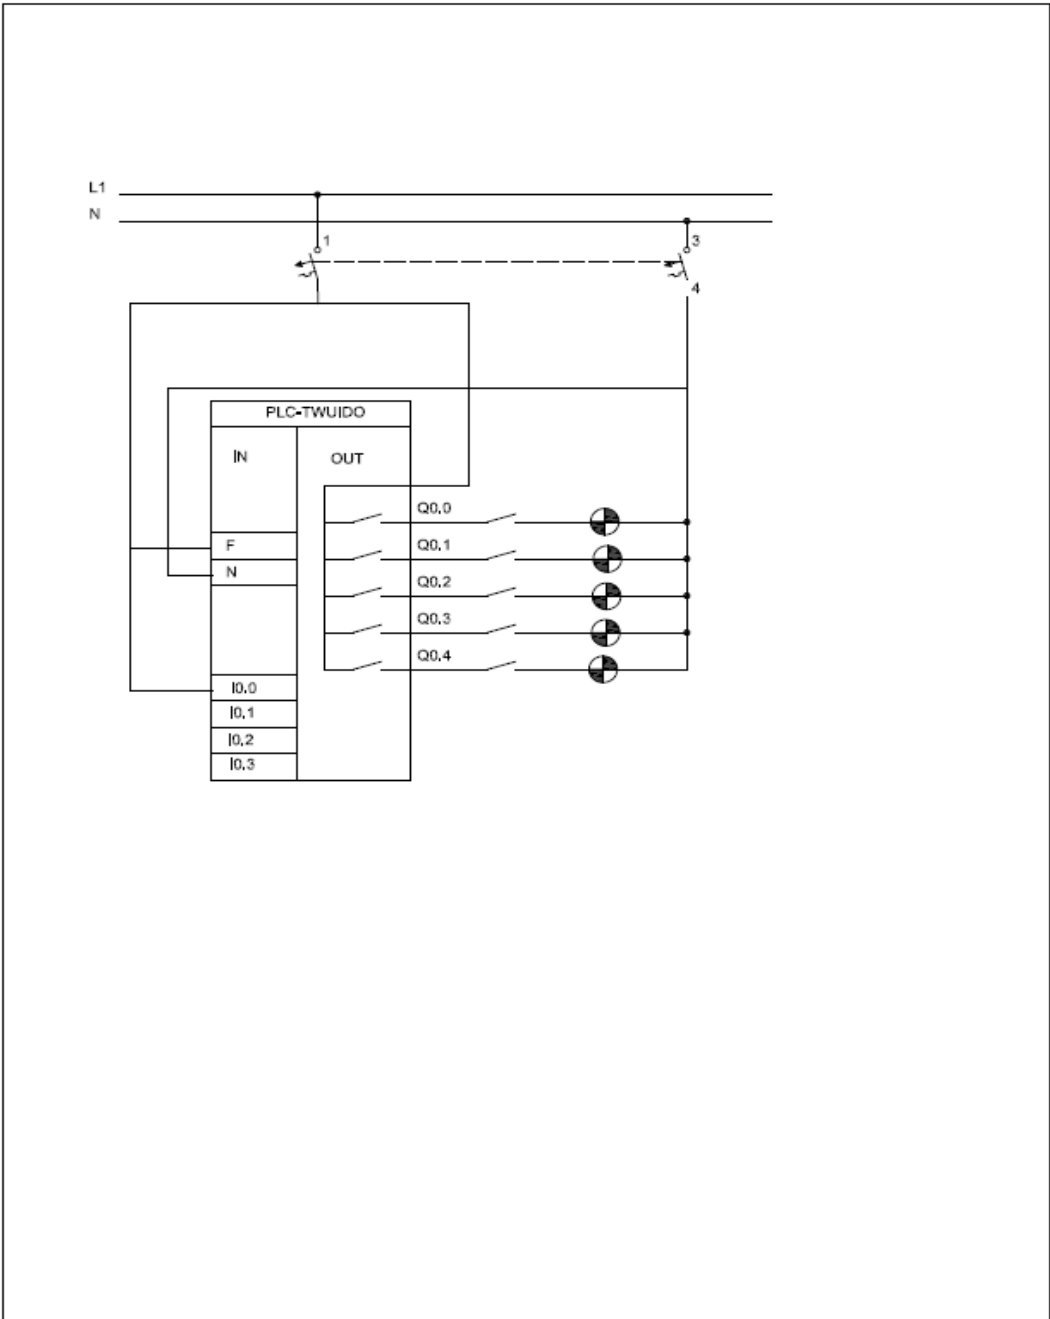 L1
N
1
3
4
PLC-TWUIDO
IN
OUT
Q0.0
F
Q0.1
N
Q0.2
Q0.3
Q0.4
I0.0
I0.1
I0.2
I0.3